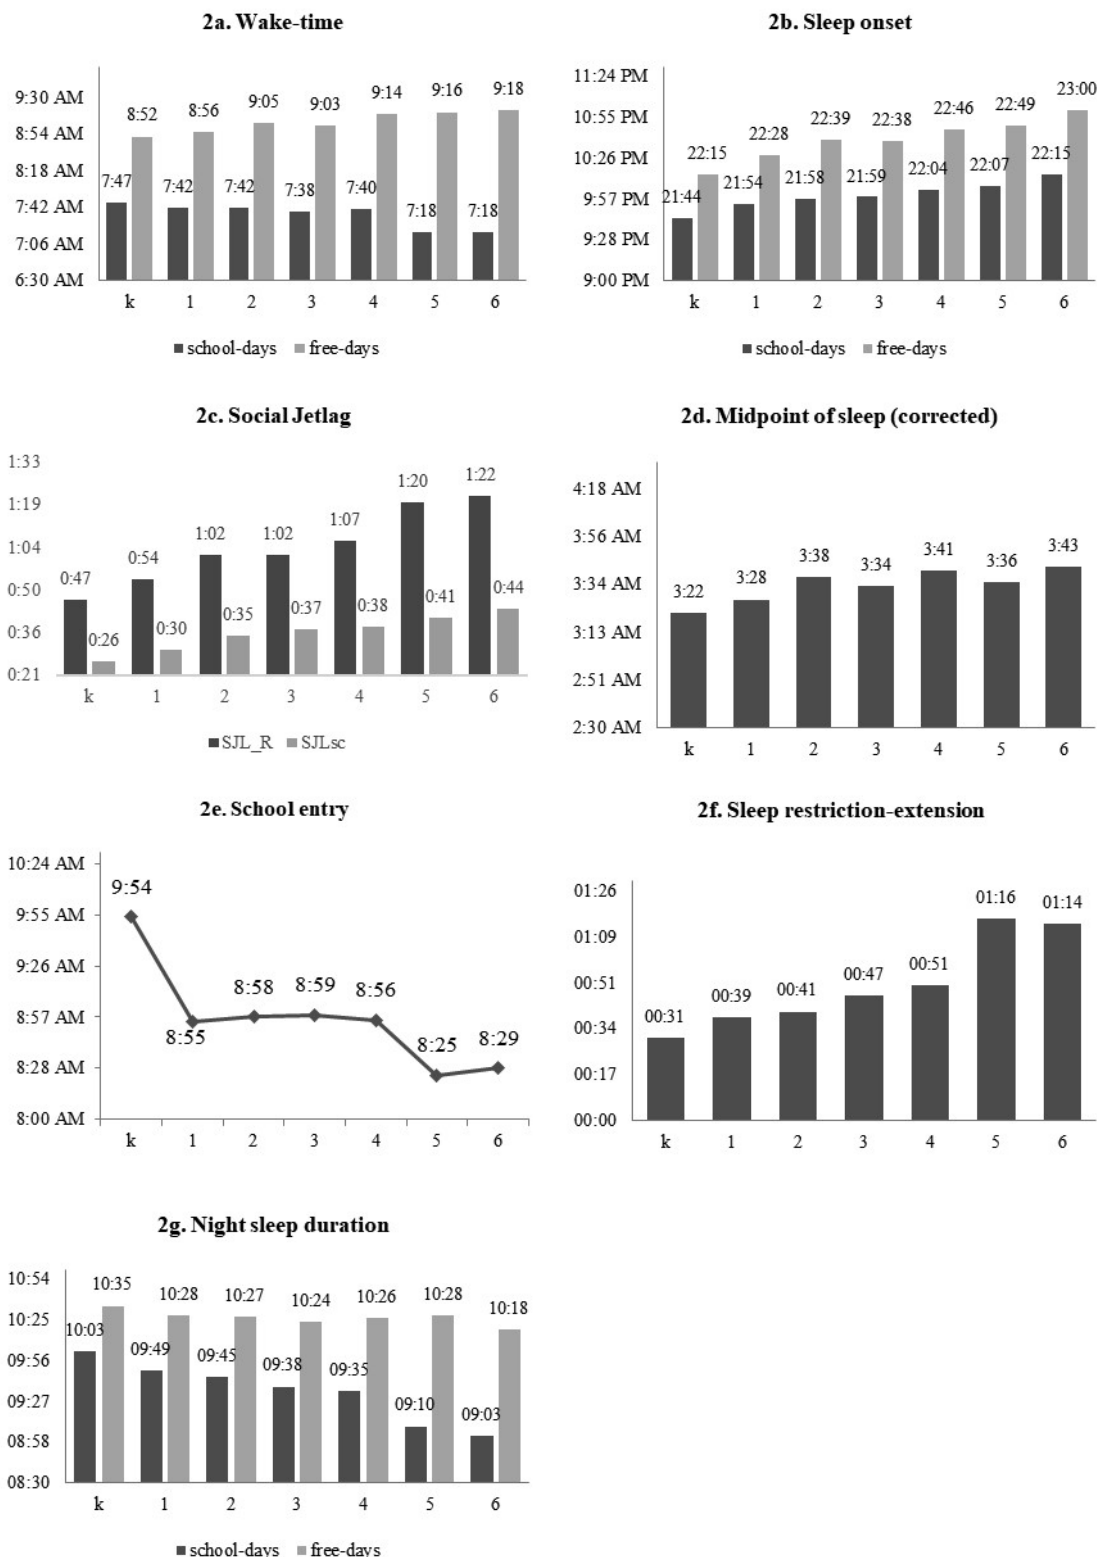 2a. Wake-time
9:30 AM
8:54 AM
8:18 AM
7:42 AM
7:06 AM
6:30 AM
8:52 8:56 9:05 9:03 9:14 9:16 9:18
7:47 7:42 7:42 7:38 7:40 7:18 7:18
k 1 2 3 4 5 6
school-days free-days
2b. Sleep onset
11:24 PM
10:55 PM
10:26 PM
9:57 PM
9:28 PM
9:00 PM
22:15 22:28 22:39 22:38 22:46 22:49 23:00
21:44 21:54 21:58 21:59 22:04 22:07 22:15
k 1 2 3 4 5 6
school-days free-days
2c. Social Jetlag
1:33
1:19
1:04
0:50
0:36
0:21
0:47 0:54 1:02 1:02 1:07 1:20 1:22
0:26 0:30 0:35 0:37 0:38 0:41 0:44
k 1 2 3 4 5 6
SJL_R SJLsc
2d. Midpoint of sleep (corrected)
4:18 AM
3:56 AM
3:34 AM
3:13 AM
2:51 AM
2:30 AM
3:22 3:28 3:38 3:34 3:41 3:36 3:43
k 1 2 3 4 5 6
2e. School entry
10:24 AM
9:55 AM
9:26 AM
8:57 AM
8:28 AM
8:00 AM
9:54 8:55 8:58 8:59 8:56 8:25 8:29
k 1 2 3 4 5 6
2f. Sleep restriction-extension
01:26
01:09
00:51
00:34
00:17
00:00
00:31 00:39 00:41 00:47 00:51 01:16 01:14
k 1 2 3 4 5 6
2g. Night sleep duration
10:54
10:25
09:56
09:27
08:58
08:30
10:35 10:28 10:27 10:24 10:26 10:28 10:18
10:03 09:49 09:45 09:38 09:35 09:10 09:03
k 1 2 3 4 5 6
school-days free-days